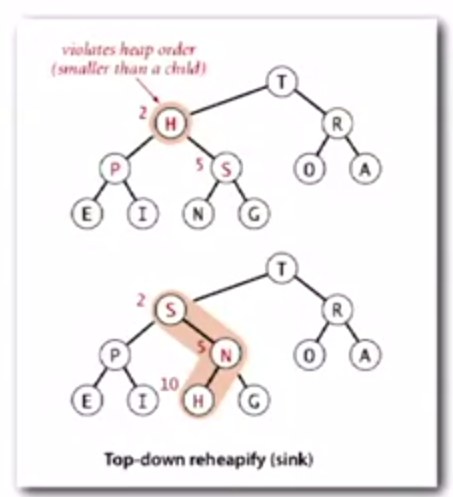 violates heap order
(smaller than a child)
T
2 H R
P 5 S O A
E I N G
T
2 S R
P 5 N O A
E I 10 H G
Top-down reheapify (sink)